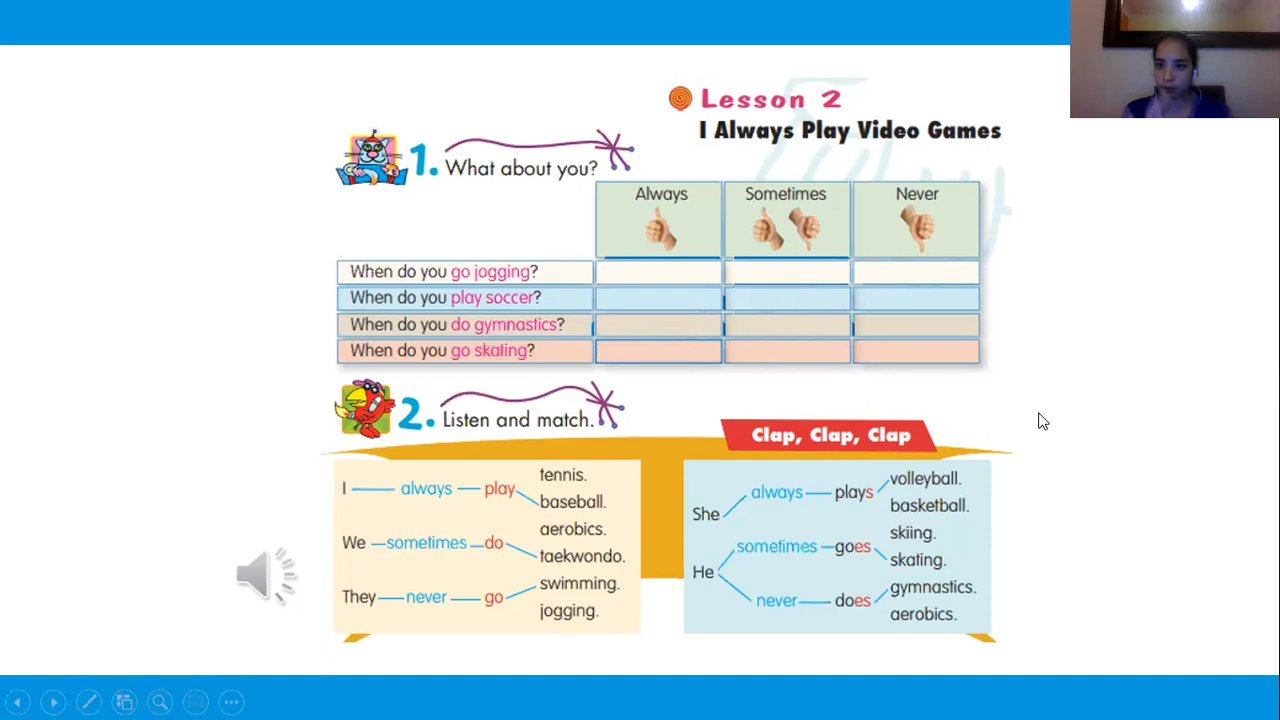 Lesson 2
I Always Play Video Games
1. What about you?
Always Sometimes Never
When do you go jogging?
When do you play soccer?
When do you do gymnastics?
When do you go skating?
2. Listen and match.
Clap, Clap, Clap
tennis.
I always play
baseball.
aerobics.
We sometimes do
taekwondo.
swimming.
They never go
jogging.
volleyball.
always plays
basketball.
She
skiing.
sometimes goes
skating.
He
gymnastics.
never does
aerobics.